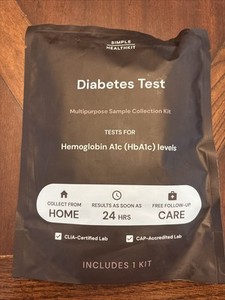 SIMPLE
HEALTHKIT
Diabetes Test
Multipurpose Sample Collection Kit
TESTS FOR
Hemoglobin A1c (HbA1c) levels
COLLECT FROM
HOME
RESULTS AS SOON AS
24 HRS
FREE FOLLOW-UP
CARE
CLIA-Certified Lab
CAP-Accredited Lab
INCLUDES 1 KIT